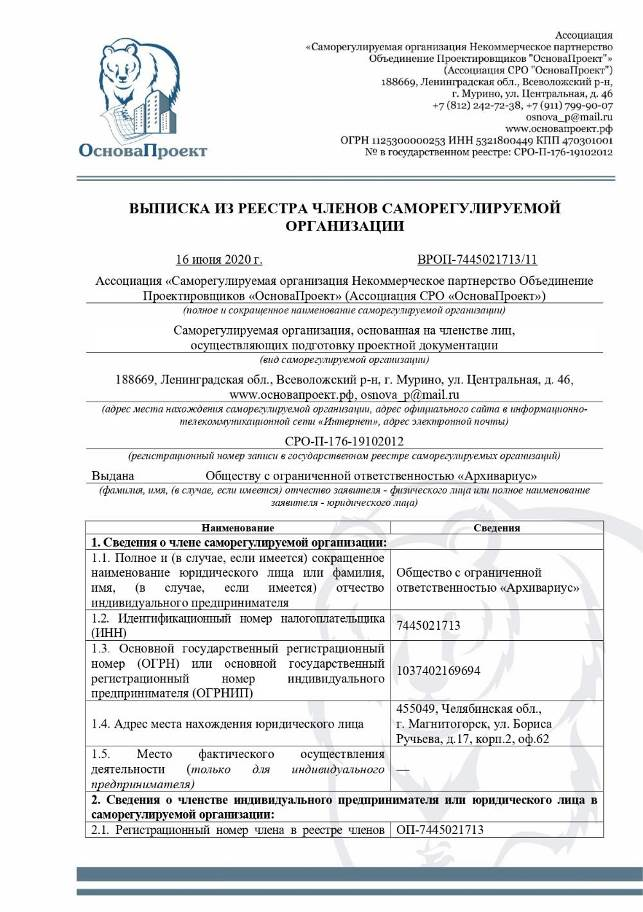 ОсноваПроект
Ассоциация
«Саморегулируемая организация Некоммерческое партнерство
Объединение Проектировщиков "ОсноваПроект"»
(Ассоциация СРО "ОсноваПроект")
188669, Ленинградская обл., Всеволожский р-н,
г. Мурино, ул. Центральная, д. 46
+7 (812) 242-72-38, +7 (911) 799-90-07
osnova_p@mail.ru
www.основапроект.рф
ОГРН 1125300000253 ИНН 5321800449 КПП 470301001
№ в государственном реестре: СРО-П-176-19102012
ВЫПИСКА ИЗ РЕЕСТРА ЧЛЕНОВ САМОРЕГУЛИРУЕМОЙ
ОРГАНИЗАЦИИ
16 июня 2020 г. ВРОП-7445021713/11
Ассоциация «Саморегулируемая организация Некоммерческое партнерство Объединение
Проектировщиков «ОсноваПроект» (Ассоциация СРО «ОсноваПроект»)
(полное и сокращенное наименование саморегулируемой организации)
Саморегулируемая организация, основанная на членстве лиц,
осуществляющих подготовку проектной документации
(вид саморегулируемой организации)
188669, Ленинградская обл., Всеволожский р-н, г. Мурино, ул. Центральная, д. 46,
www.основапроект.рф, osnova_p@mail.ru
(адрес места нахождения саморегулируемой организации, адрес официального сайта в информационно-
телекоммуникационной сети «Интернет», адрес электронной почты)
СРО-П-176-19102012
(регистрационный номер записи в государственном реестре саморегулируемых организаций)
Выдана Обществу с ограниченной ответственностью «Архивариус»
(фамилия, имя, (в случае, если имеется) отчество заявителя - физического лица или полное наименование
заявителя - юридического лица)
Наименование Сведения
1. Сведения о члене саморегулируемой организации:
1.1. Полное и (в случае, если имеется) сокращенное
наименование юридического лица или фамилия,
имя, (в случае, если имеется) отчество
индивидуального предпринимателя
Общество с ограниченной
ответственностью «Архивариус»
1.2. Идентификационный номер налогоплательщика
(ИНН)
7445021713
1.3. Основной государственный регистрационный
номер (ОГРН) или основной государственный
регистрационный номер индивидуального
предпринимателя (ОГРНИП)
1037402169694
1.4. Адрес места нахождения юридического лица
455049, Челябинская обл.,
г. Магнитогорск, ул. Бориса
Ручьева, д.17, корп.2, оф.62
1.5. Место фактического осуществления
деятельности (только для индивидуального
предпринимателя)
—
2. Сведения о членстве индивидуального предпринимателя или юридического лица в
саморегулируемой организации:
2.1. Регистрационный номер члена в реестре членов ОП-7445021713